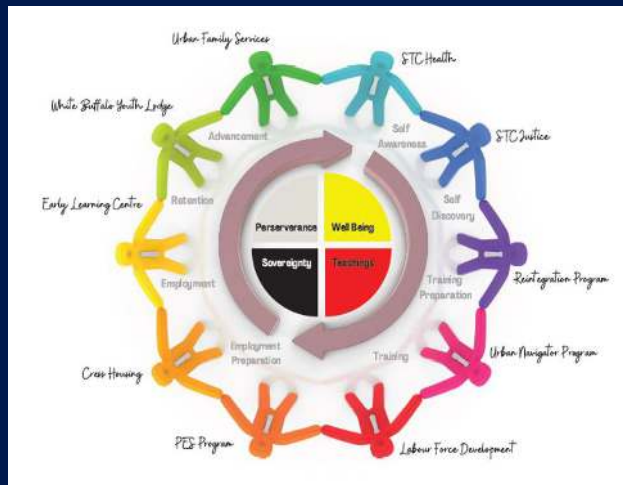 Urban Family Services
STC Health
White Buffalo Youth Lodge
STC Justice
Advancement
Self
Awareness
Early Learning Centre
Retention
Self
Discovery
Perserverance
Well Being
Sovereignty
Teachings
Reintegration Program
Employment
Training
Preparation
Employment
Preparation
Training
Urban Navigator Program
Cress Housing
PES Program
Labour Force Development